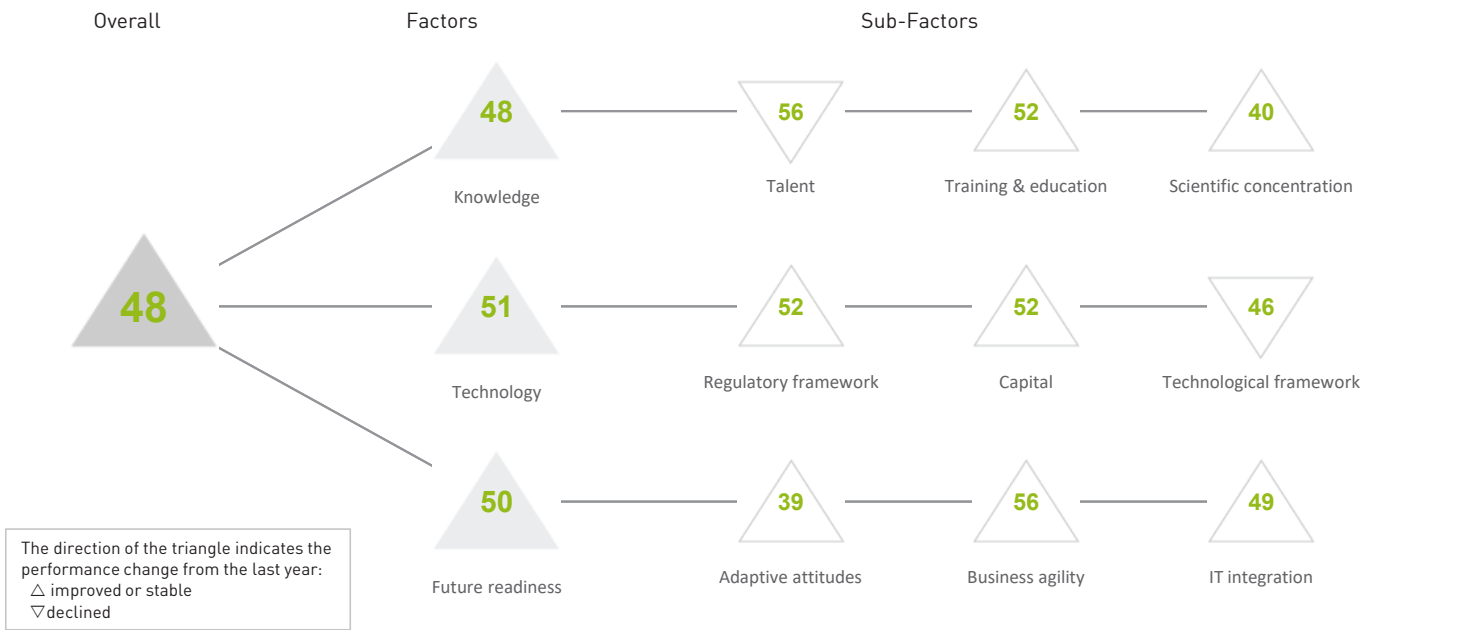 Overall
Factors
Sub-Factors
48
56
52
40
Knowledge
Talent
Training & education
Scientific concentration
48
51
52
52
46
Technology
Regulatory framework
Capital
Technological framework
50
39
56
49
Future readiness
Adaptive attitudes
Business agility
IT integration
The direction of the triangle indicates the
performance change from the last year:
△ improved or stable
▽ declined